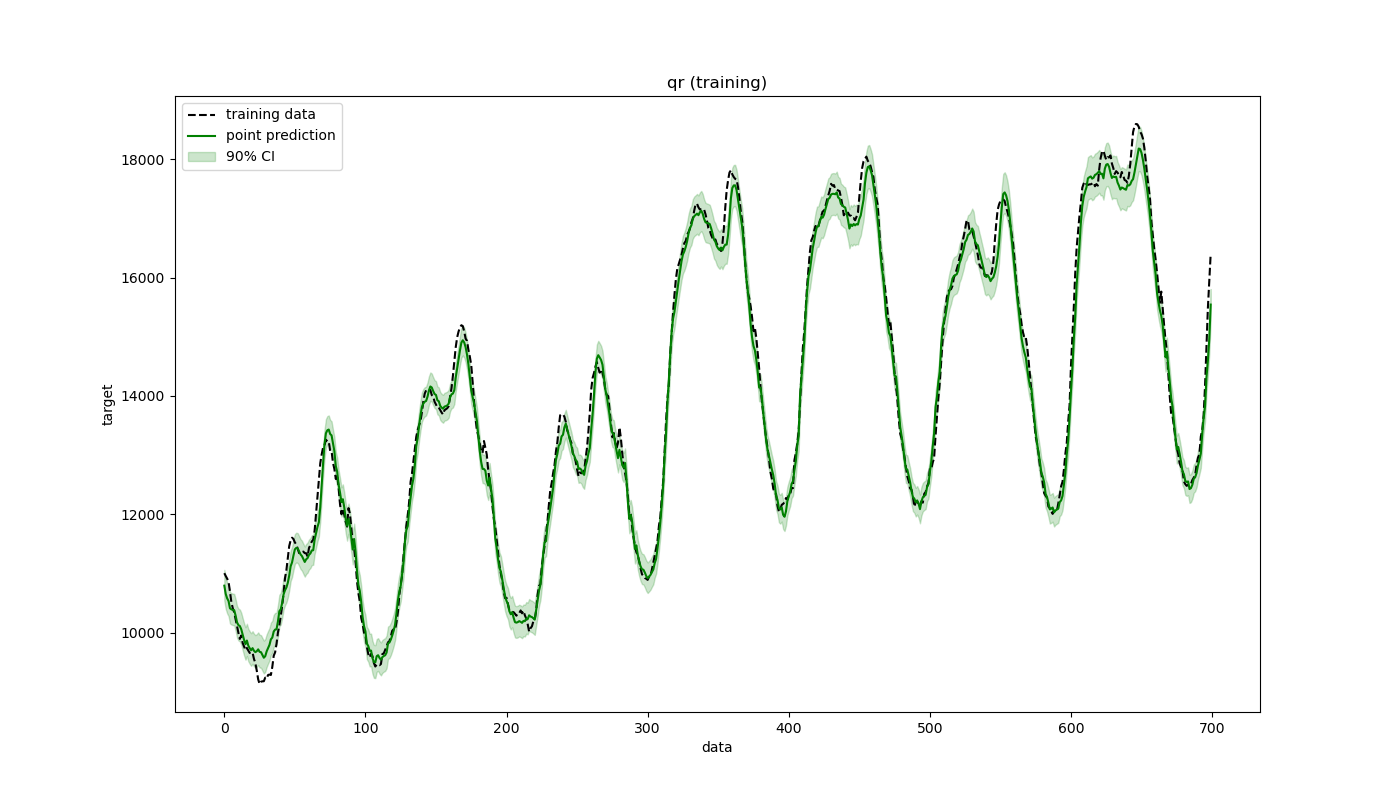 qr (training)
training data
point prediction
90% CI
18000
16000
14000
12000
10000
target
0 100 200 300 400 500 600 700
data